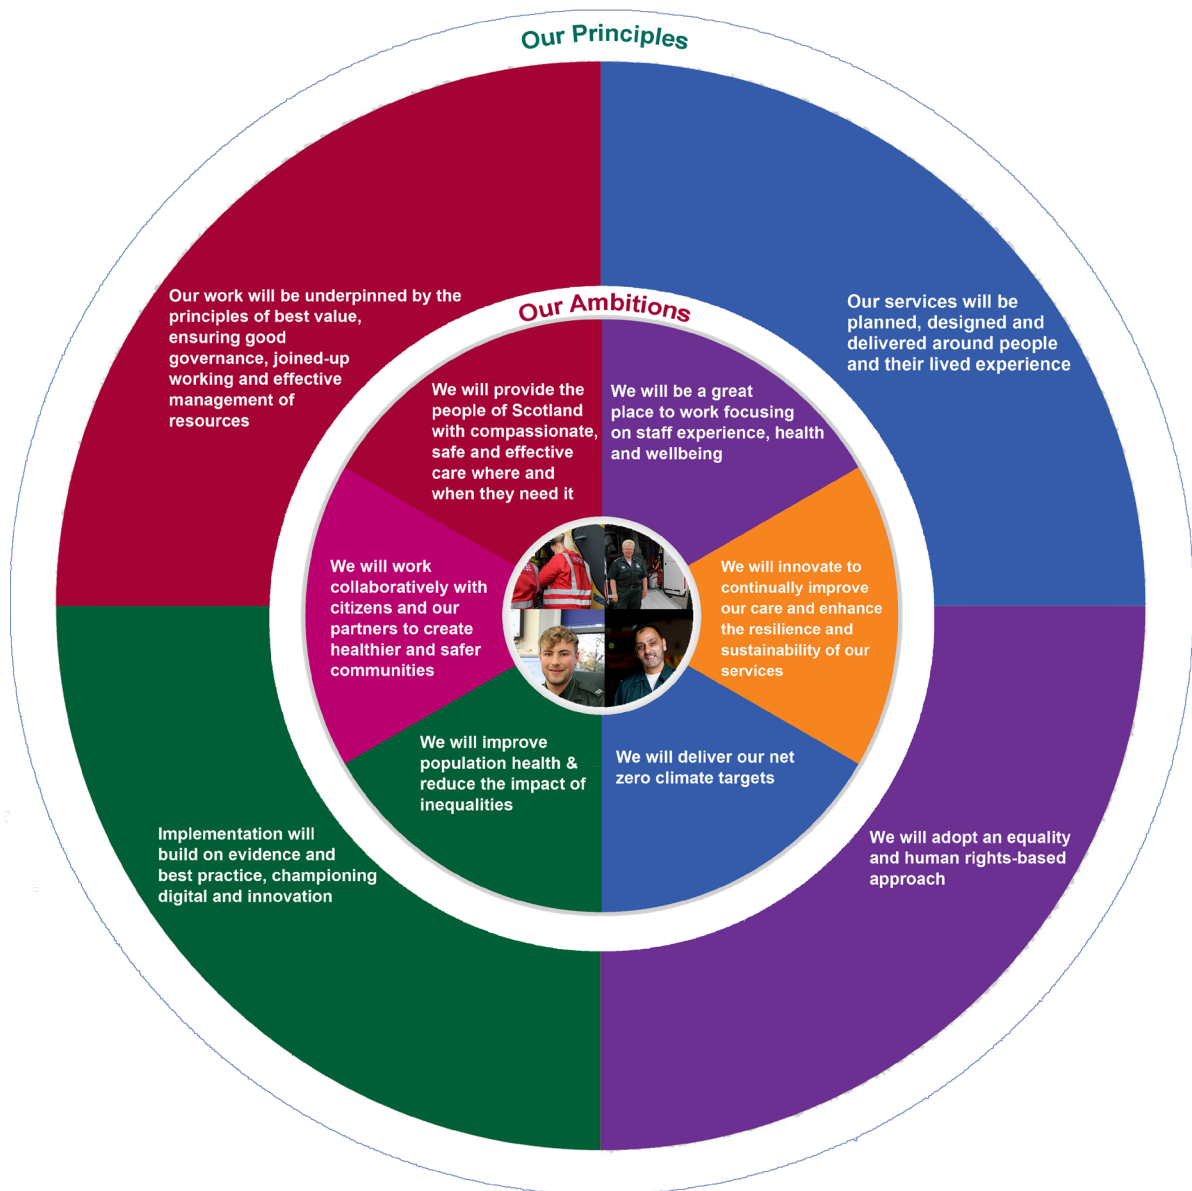 Our Principles
Our work will be underpinned by the
principles of best value,
ensuring good
governance, joined-up
working and effective
management of
resources
Our services will be
planned, designed and
delivered around people
and their lived experience
Our Ambitions
We will provide the
people of Scotland
with compassionate,
safe and effective
care where and
when they need it
We will be a great
place to work focusing
on staff experience, health
and wellbeing
We will work
collaboratively with
citizens and our
partners to create
healthier and safer
communities
We will innovate to
continually improve
our care and enhance
the resilience and
sustainability of our
services
We will improve
population health &
reduce the impact of
inequalities
We will deliver our net
zero climate targets
Implementation will
build on evidence and
best practice, championing
digital and innovation
We will adopt an equality
and human rights-based
approach